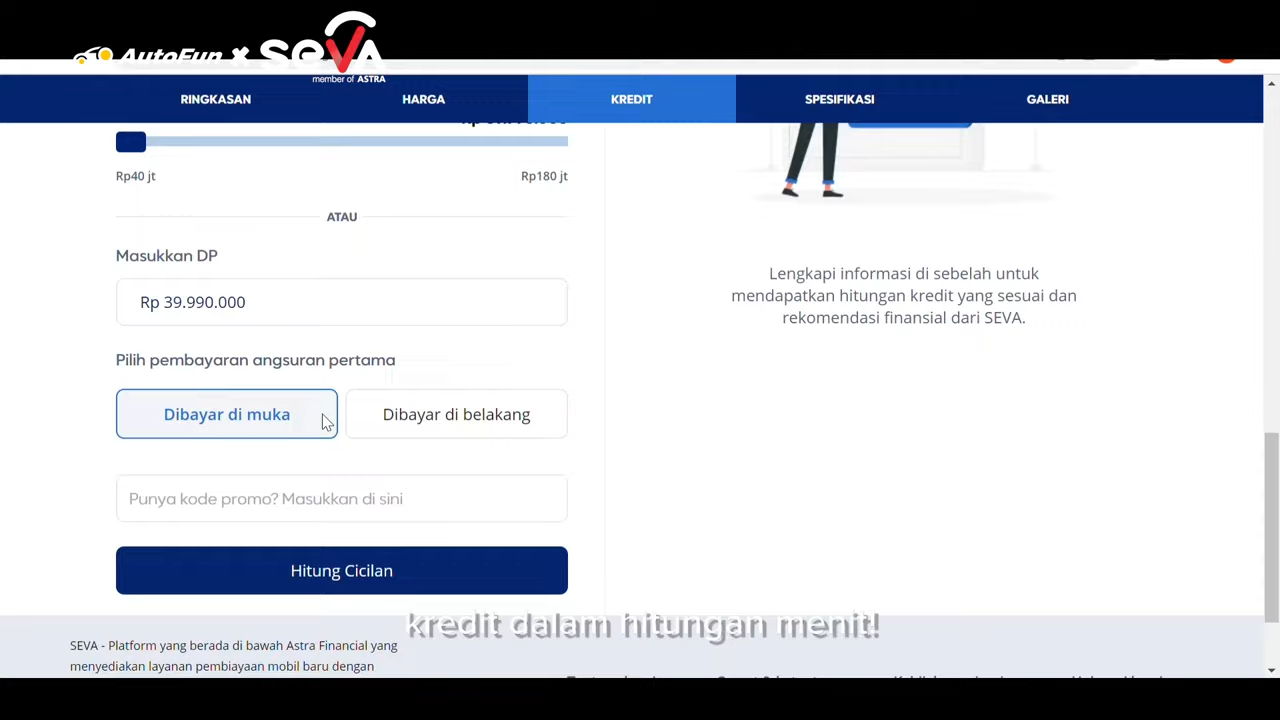 AutoFun x SEVA
member of ASTRA
RINGKASAN
HARGA
KREDIT
SPESIFIKASI
GALERI
Rp40 jt
Rp180 jt
ATAU
Masukkan DP
Rp 39.990.000
Pilih pembayaran angsuran pertama
Dibayar di muka
Dibayar di belakang
Punya kode promo? Masukkan di sini
Hitung Cicilan
Lengkapi informasi di sebelah untuk
mendapatkan hitungan kredit yang sesuai dan
rekomendasi finansial dari SEVA.
kredit dalam hitungan menit!
SEVA - Platform yang berada di bawah Astra Financial yang
menyediakan layanan pembiayaan mobil baru dengan